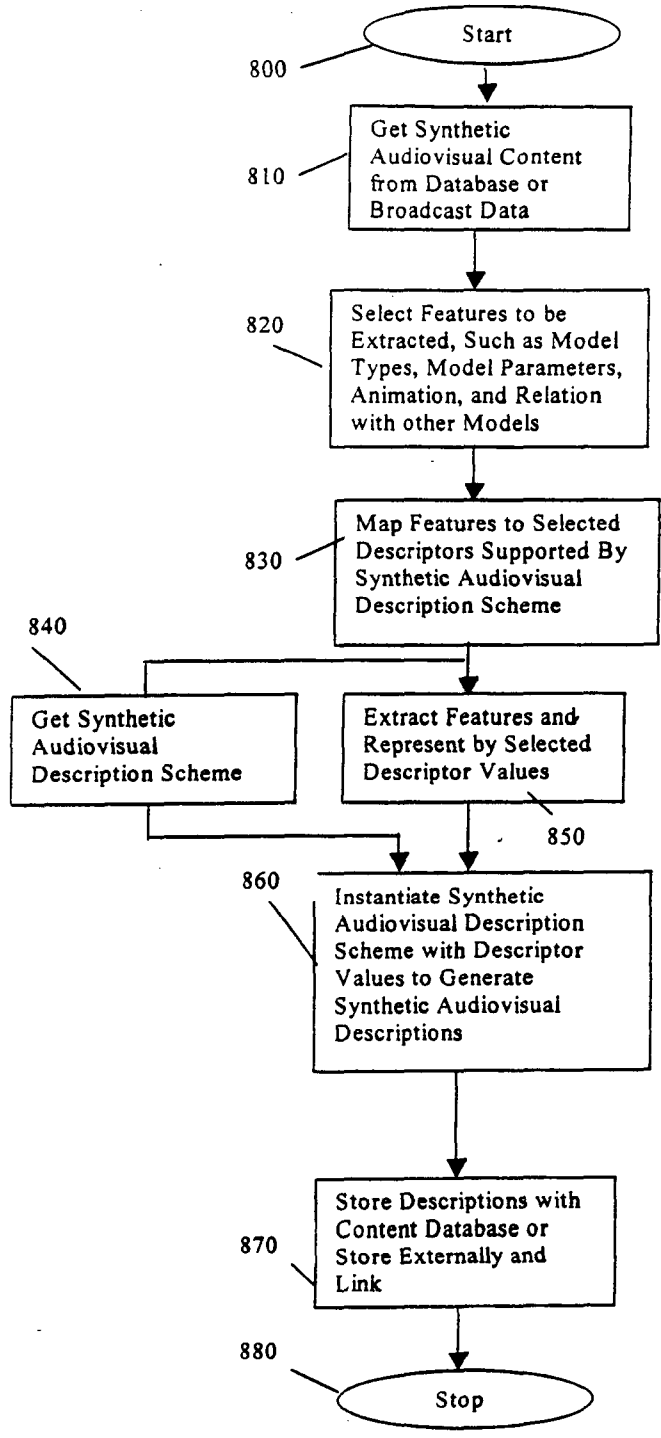 Start
800
Get Synthetic
Audiovisual Content
from Database or
Broadcast Data
810
Select Features to be
Extracted, Such as Model
Types, Model Parameters,
Animation, and Relation
with other Models
820
Map Features to Selected
Descriptors Supported By
Synthetic Audiovisual
Description Scheme
830
840
Get Synthetic
Audiovisual
Description Scheme
Extract Features and
Represent by Selected
Descriptor Values
850
860
Instantiate Synthetic
Audiovisual Description
Scheme with Descriptor
Values to Generate
Synthetic Audiovisual
Descriptions
Store Descriptions with
Content Database or
Store Externally and
Link
870
880
Stop